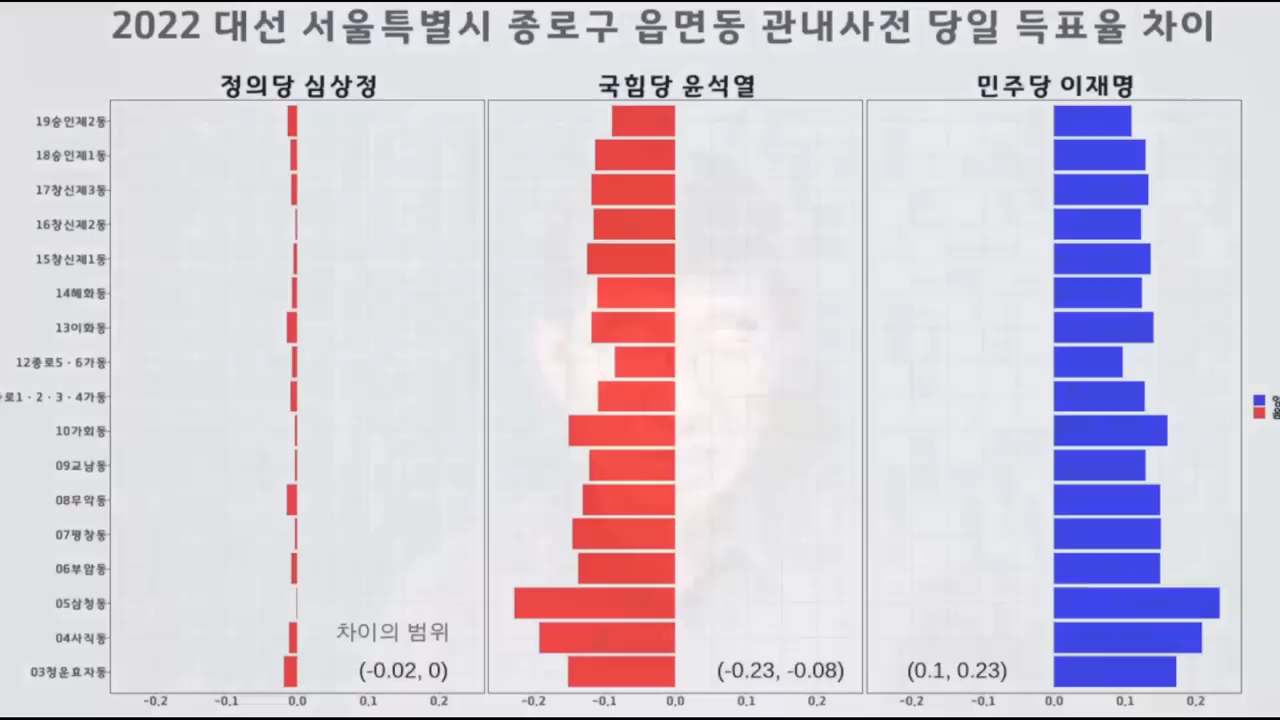 2022 대선 서울특별시 종로구 읍면동 관내사전 당일 득표율 차이
정의당 심상정 국힘당 윤석열 민주당 이재명
19숭인제2동
18숭인제1동
17창신제3동
16창신제2동
15창신제1동
14혜화동
13이화동
12종로5·6가동
로1·2·3·4가동
10가회동
09교남동
08무악동
07평창동
06부암동
05삼청동
04사직동
03청운효자동
차이의 범위
(-0.02, 0) (-0.23, -0.08) (0.1, 0.23)
-0.2 -0.1 0.0 0.1 0.2 -0.2 -0.1 0.0 0.1 0.2 -0.2 -0.1 0.0 0.1 0.2